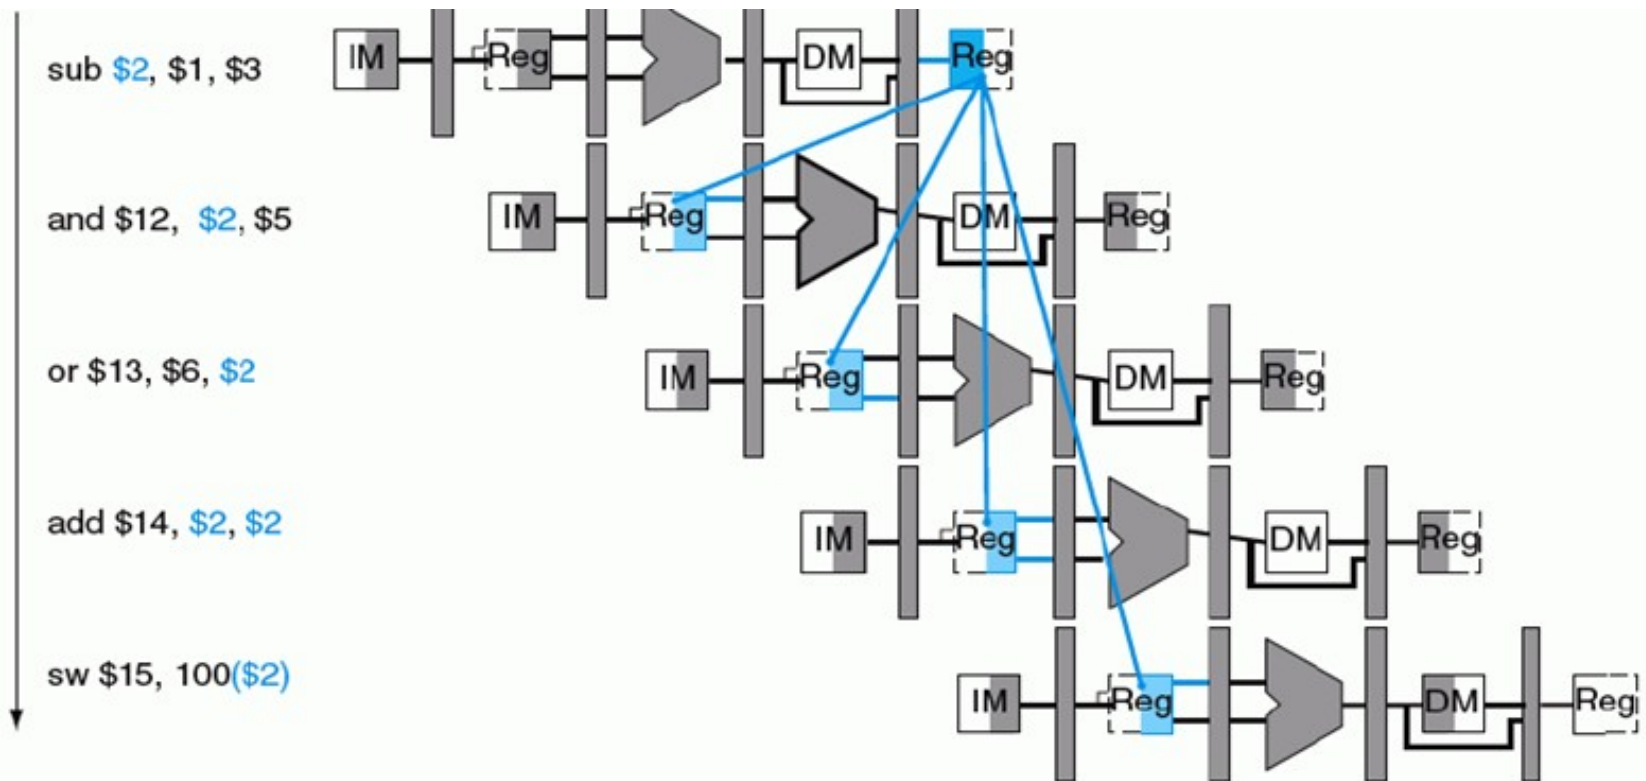 sub $2, $1, $3
IM Reg DM Reg
and $12, $2, $5
IM Reg DM Reg
or $13, $6, $2
IM Reg DM Reg
add $14, $2, $2
IM Reg DM Reg
sw $15, 100($2)
IM Reg DM Reg